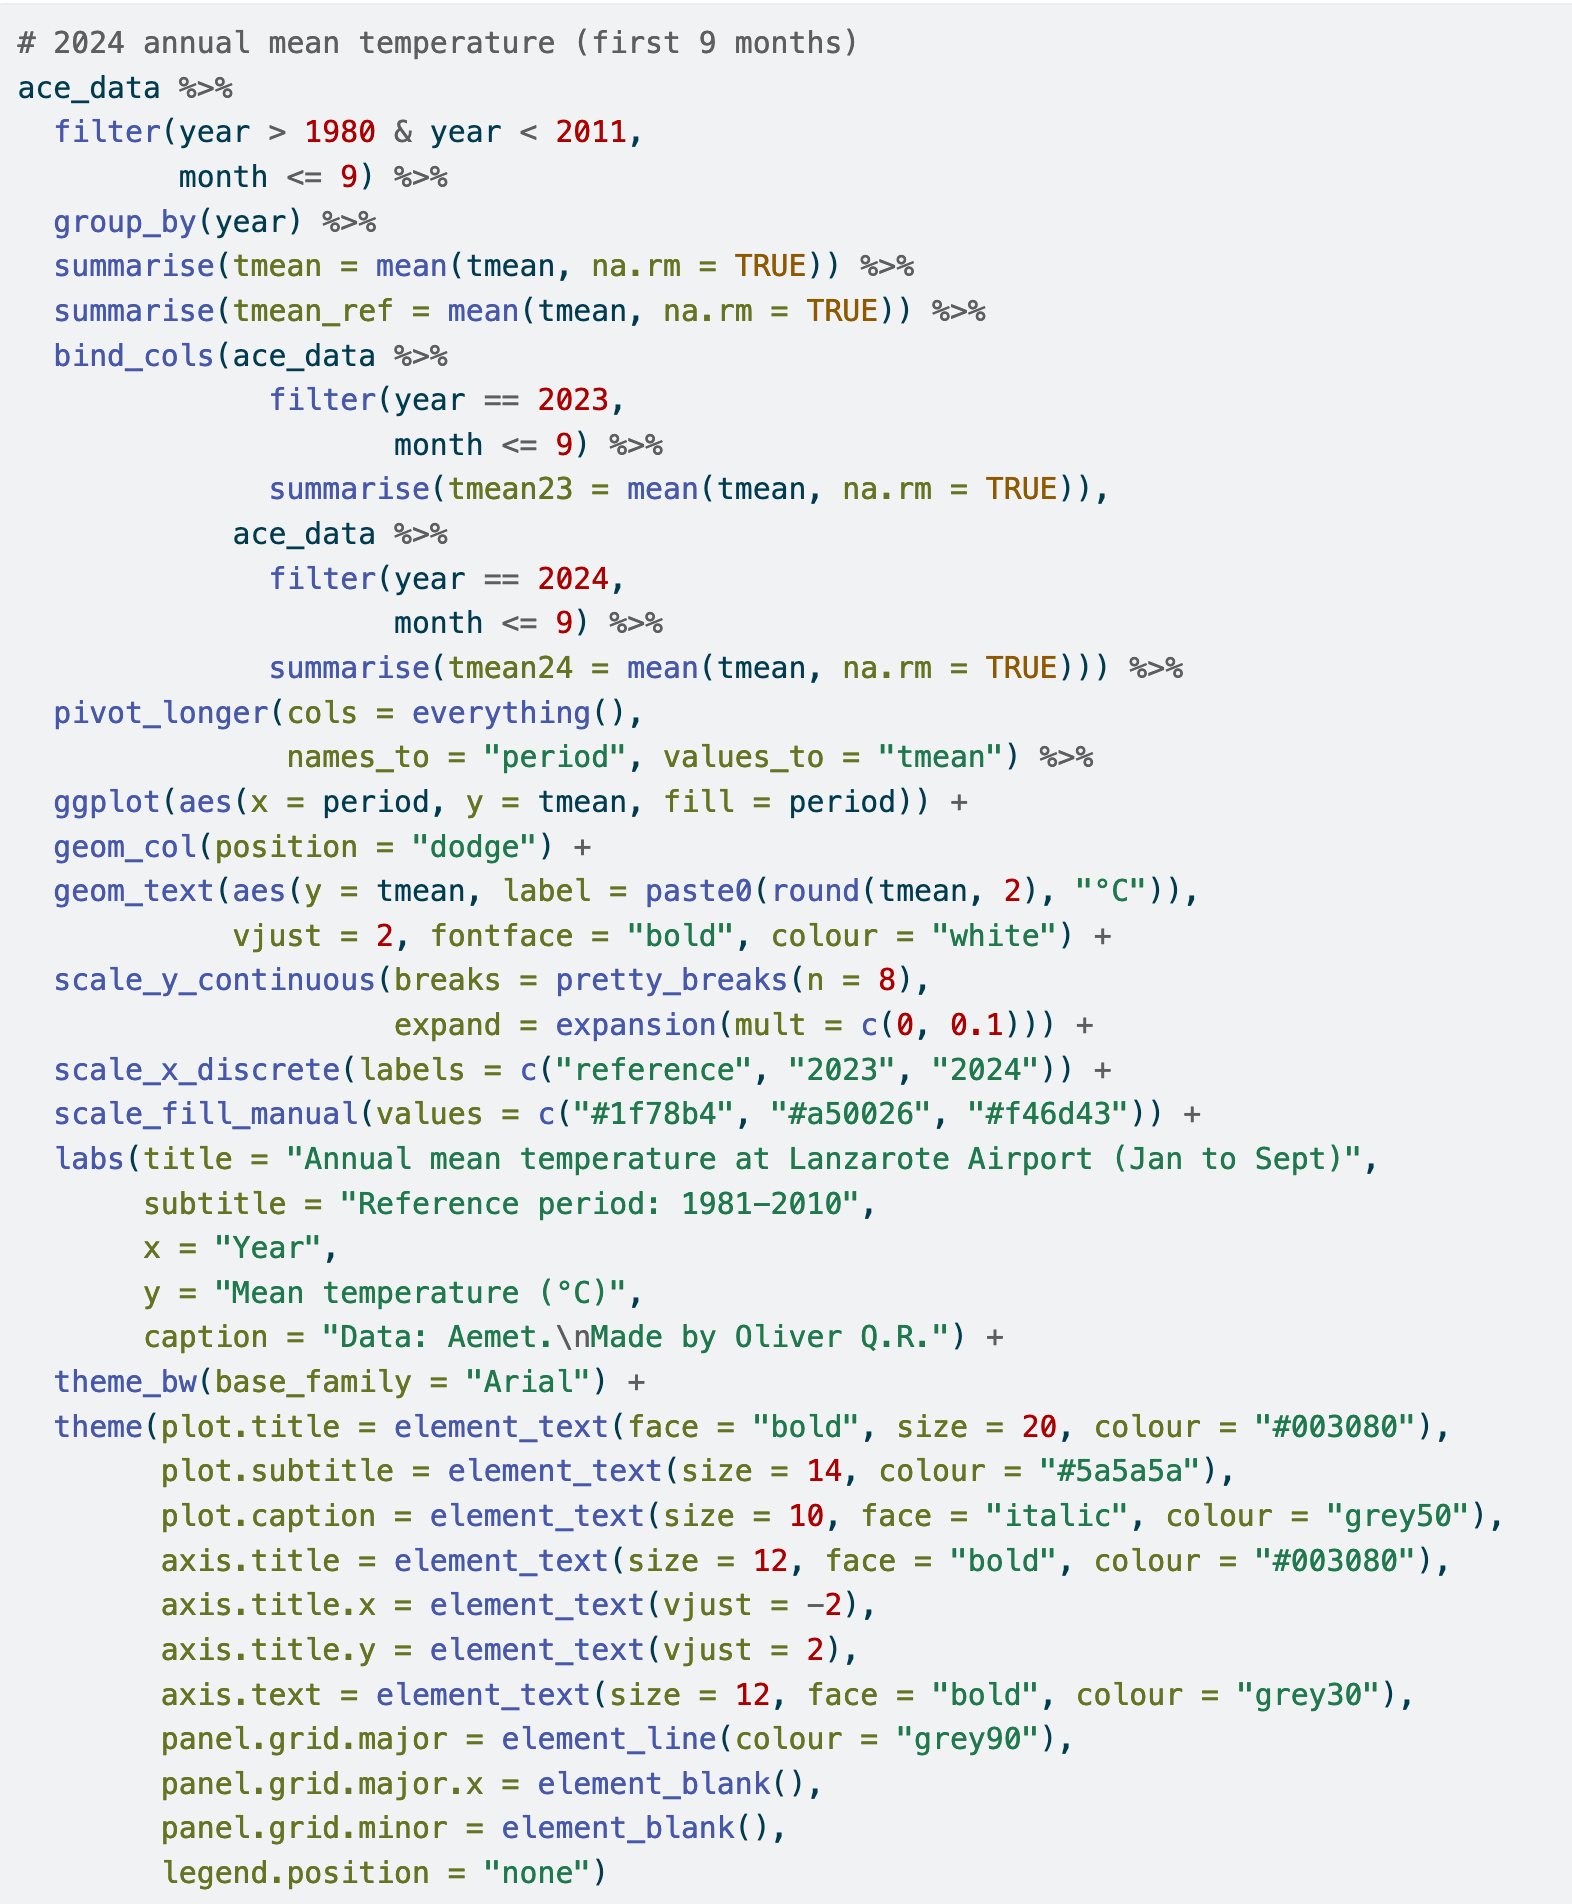 # 2024 annual mean temperature (first 9 months)
ace_data %>%
  filter(year > 1980 & year < 2011,
         month <= 9) %>%
  group_by(year) %>%
  summarise(tmean = mean(tmean, na.rm = TRUE)) %>%
  summarise(tmean_ref = mean(tmean, na.rm = TRUE)) %>%
  bind_cols(ace_data %>%
              filter(year == 2023,
                     month <= 9) %>%
              summarise(tmean23 = mean(tmean, na.rm = TRUE)),
            ace_data %>%
              filter(year == 2024,
                     month <= 9) %>%
              summarise(tmean24 = mean(tmean, na.rm = TRUE))) %>%
  pivot_longer(cols = everything(),
               names_to = "period", values_to = "tmean") %>%
  ggplot(aes(x = period, y = tmean, fill = period)) +
  geom_col(position = "dodge") +
  geom_text(aes(y = tmean, label = paste0(round(tmean, 2), "°C")),
            vjust = 2, fontface = "bold", colour = "white") +
  scale_y_continuous(breaks = pretty_breaks(n = 8),
                     expand = expansion(mult = c(0, 0.1))) +
  scale_x_discrete(labels = c("reference", "2023", "2024")) +
  scale_fill_manual(values = c("#1f78b4", "#a50026", "#f46d43")) +
  labs(title = "Annual mean temperature at Lanzarote Airport (Jan to Sept)",
       subtitle = "Reference period: 1981–2010",
       x = "Year",
       y = "Mean temperature (°C)",
       caption = "Data: Aemet.\nMade by Oliver Q.R.") +
  theme_bw(base_family = "Arial") +
  theme(plot.title = element_text(face = "bold", size = 20, colour = "#003080"),
        plot.subtitle = element_text(size = 14, colour = "#5a5a5a"),
        plot.caption = element_text(size = 10, face = "italic", colour = "grey50"),
        axis.title = element_text(size = 12, face = "bold", colour = "#003080"),
        axis.title.x = element_text(vjust = -2),
        axis.title.y = element_text(vjust = 2),
        axis.text = element_text(size = 12, face = "bold", colour = "grey30"),
        panel.grid.major = element_line(colour = "grey90"),
        panel.grid.major.x = element_blank(),
        panel.grid.minor = element_blank(),
        legend.position = "none")